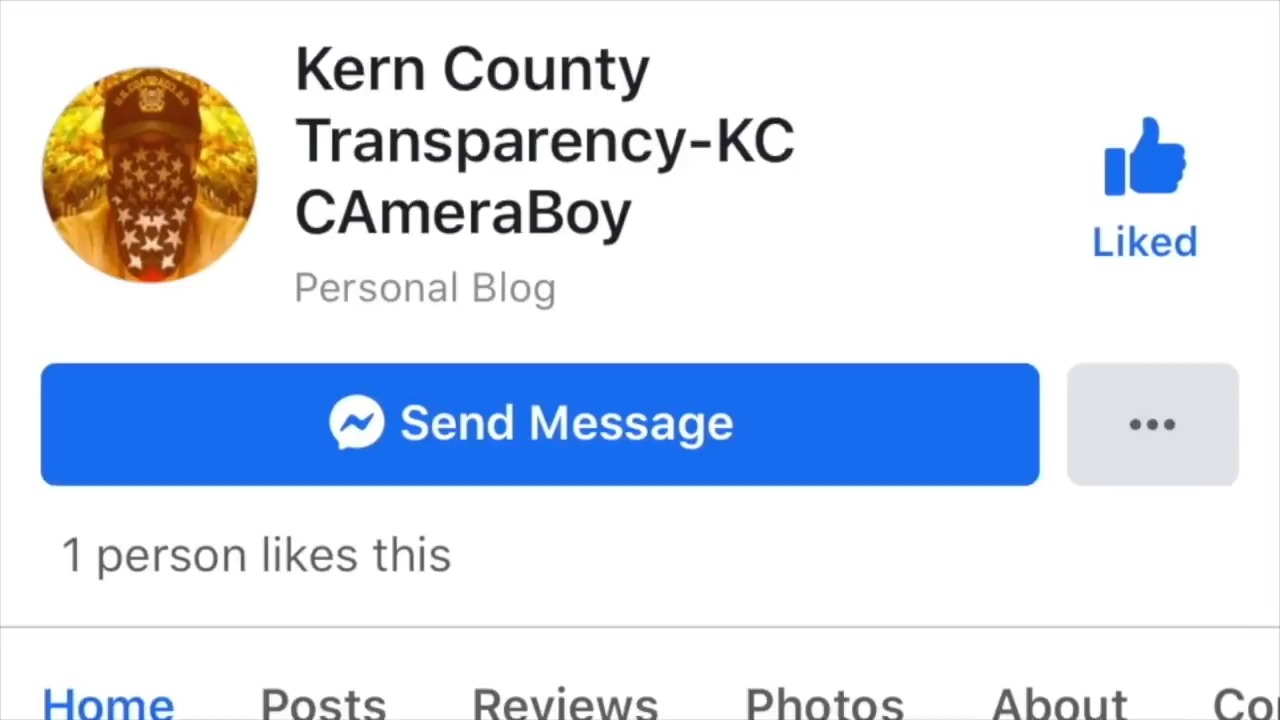 Kern County
Transparency-KC
CAmeraBoy
Personal Blog
Liked
Send Message
1 person likes this
Home Posts Reviews Photos About Co